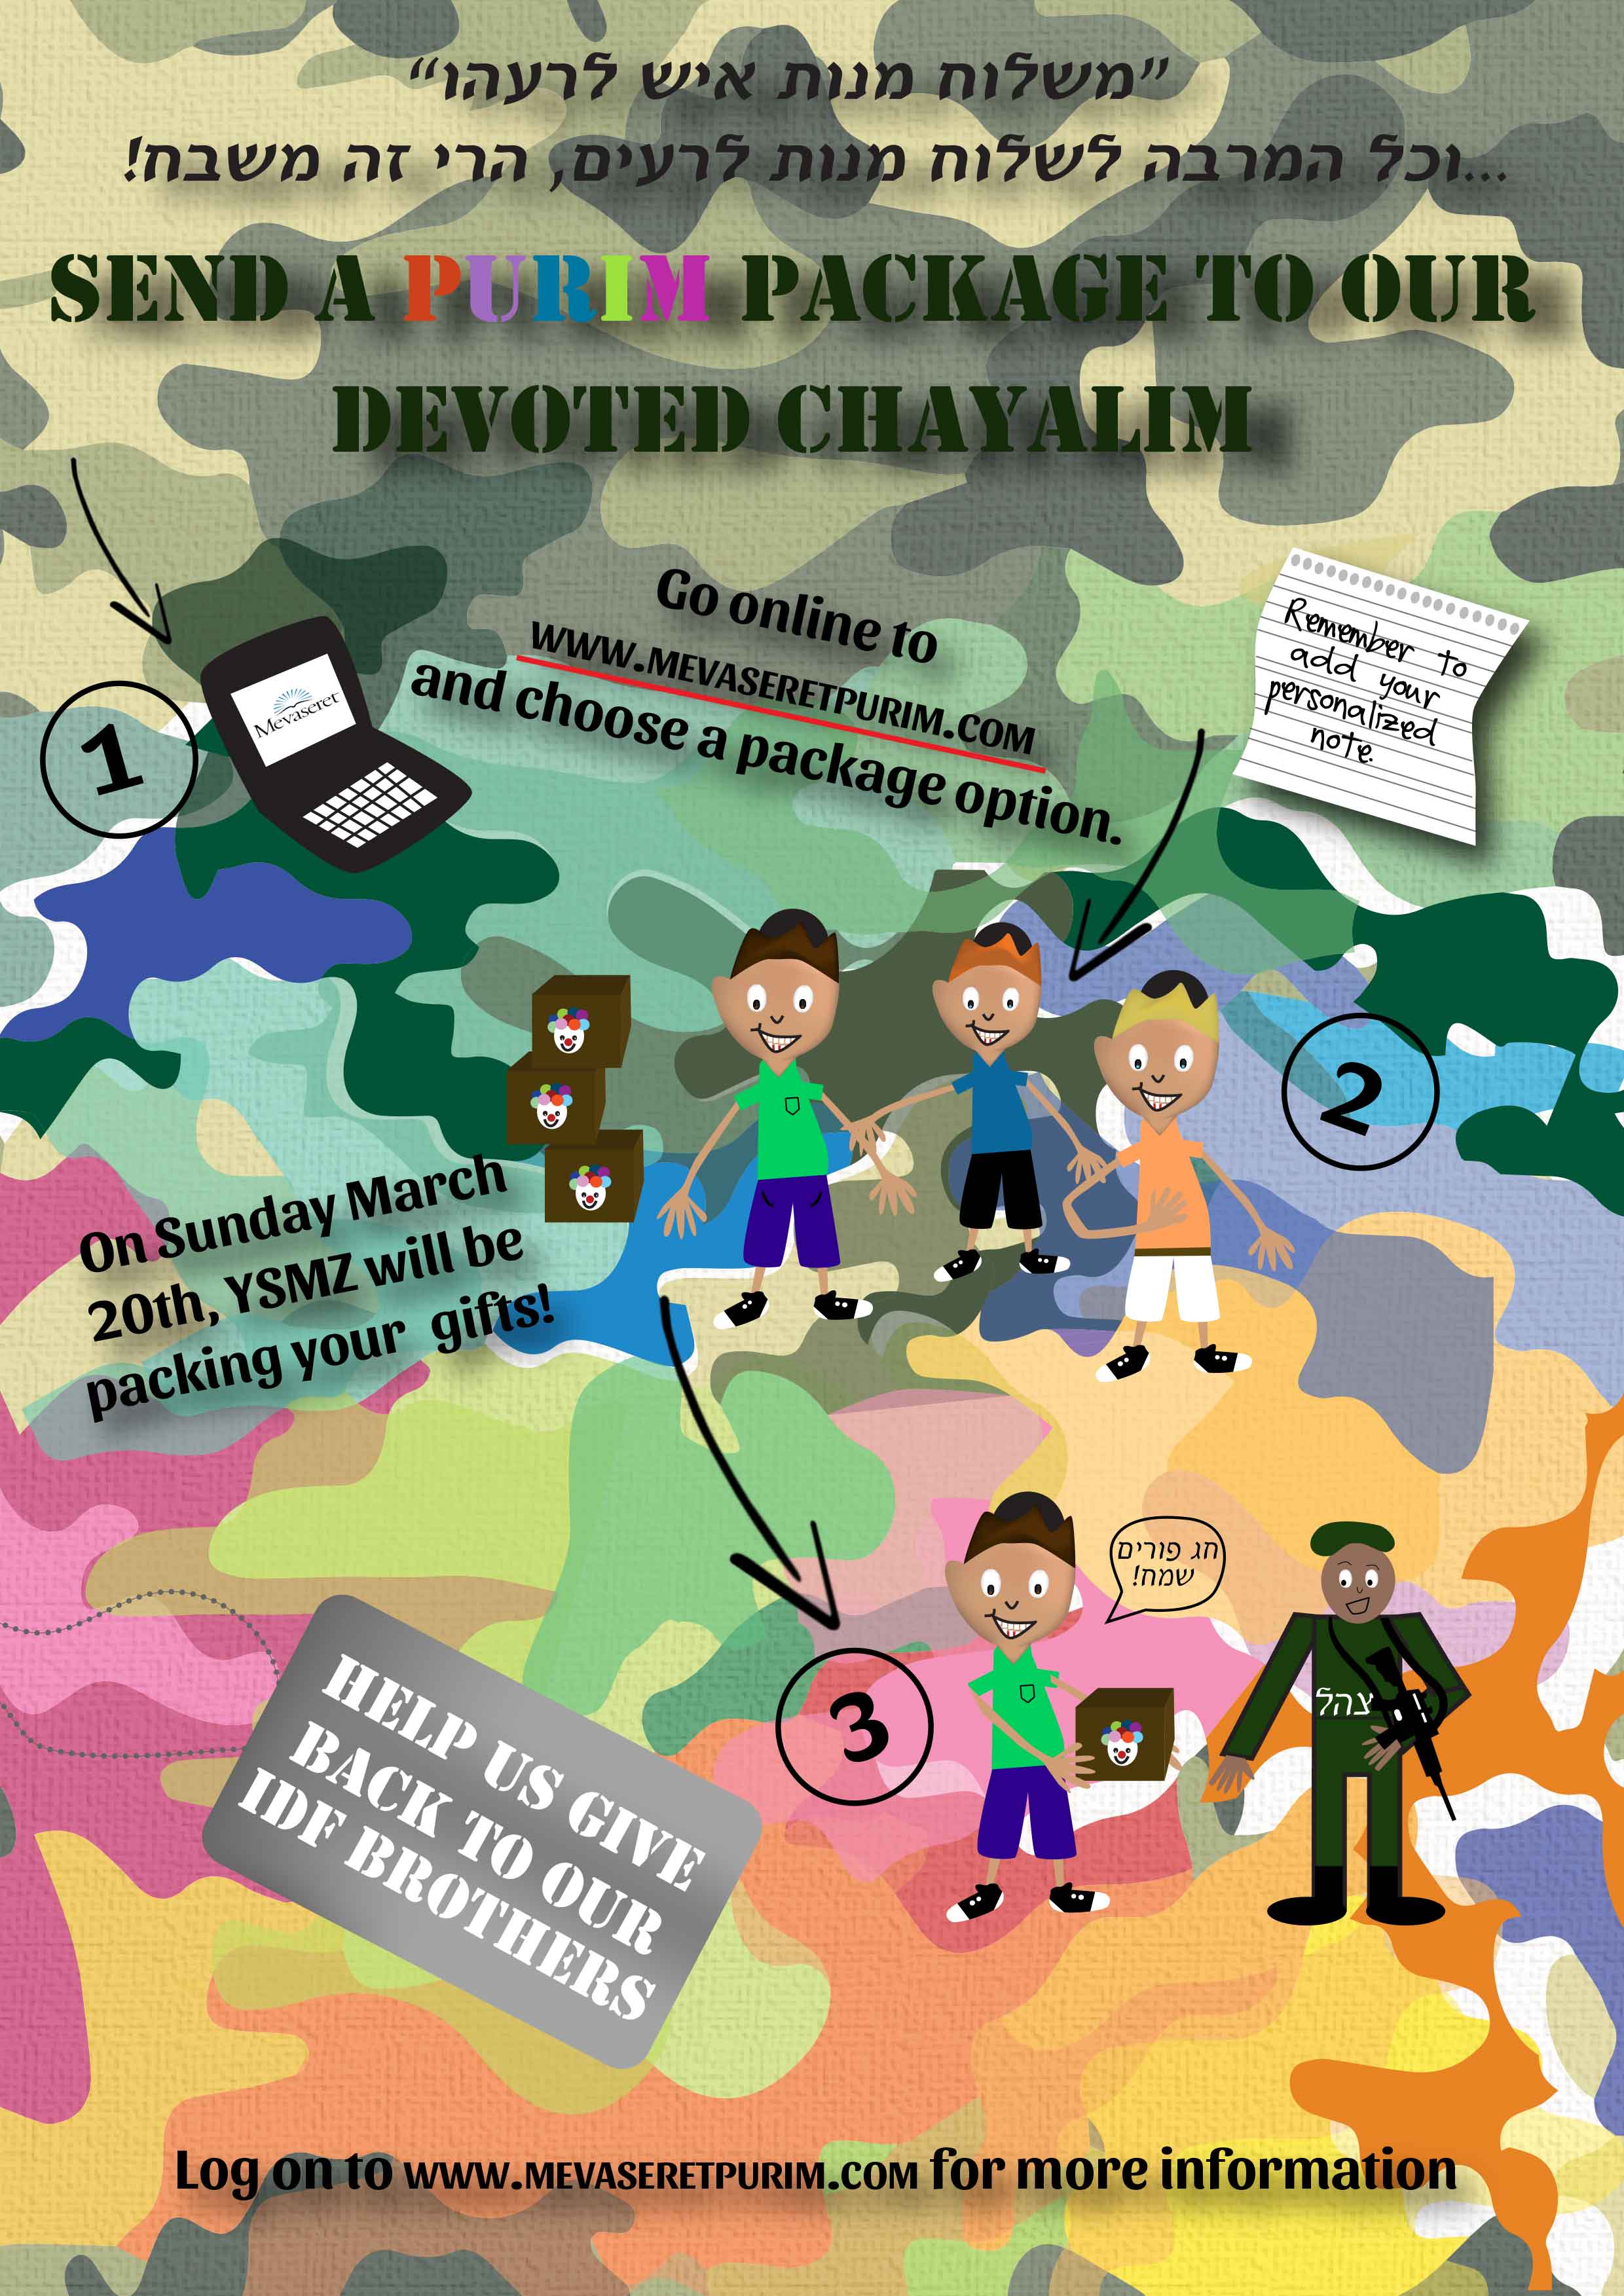 "משלוח מנות איש לרעהו"
...וכל המרבה לשלוח מנות לרעים, הרי זה משבח!
SEND A PURIM PACKAGE TO OUR
DEVOTED CHAYALIM
1
Mevaseret
Go online to
WWW.MEVASERETPURIM.COM
and choose a package option.
Remember to
add your
personalized
note.
2
On Sunday March
20th, YSMZ will be
packing your gifts!
3
חג פורים
שמח!
צהל
HELP US GIVE
BACK TO OUR
IDF BROTHERS
Log on to WWW.MEVASERETPURIM.COM for more information